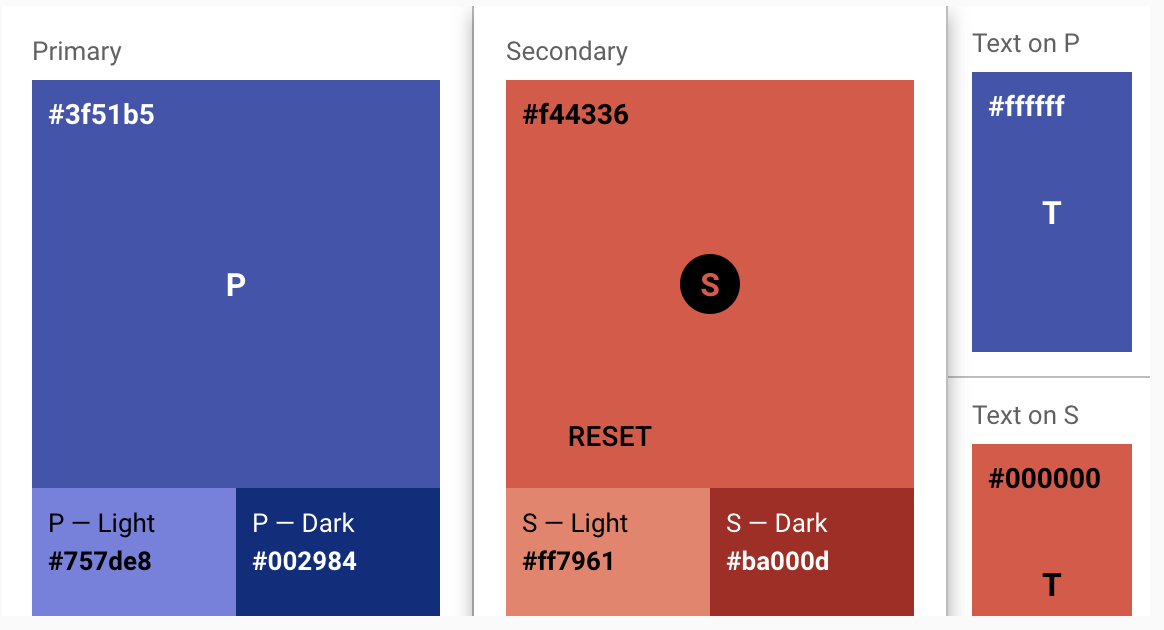 Primary
#3f51b5
P
P — Light
#757de8
P — Dark
#002984
Secondary
#f44336
S
RESET
S — Light
#ff7961
S — Dark
#ba000d
Text on P
#ffffff
T
Text on S
#000000
T